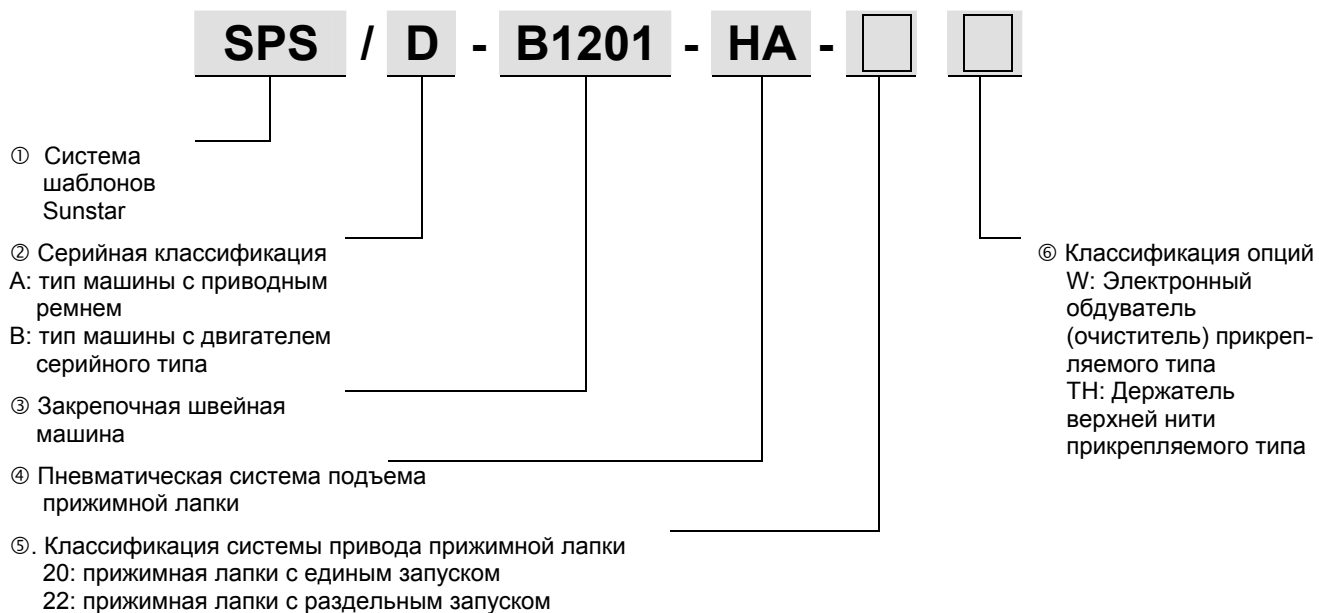 SPS / D - B1201 - HA -
① Система
шаблонов
Sunstar
② Серийная классификация
A: тип машины с приводным
ремнем
B: тип машины с двигателем
серийного типа
③ Закрепочная швейная
машина
④ Пневматическая система подъема
прижимной лапки
⑤. Классификация системы привода прижимной лапки
20: прижимная лапки с единым запуском
22: прижимная лапки с раздельным запуском
⑥ Классификация опций
W: Электронный
обдуватель
(очиститель) прикреп-
ляемого типа
TH: Держатель
верхней нити
прикрепляемого типа